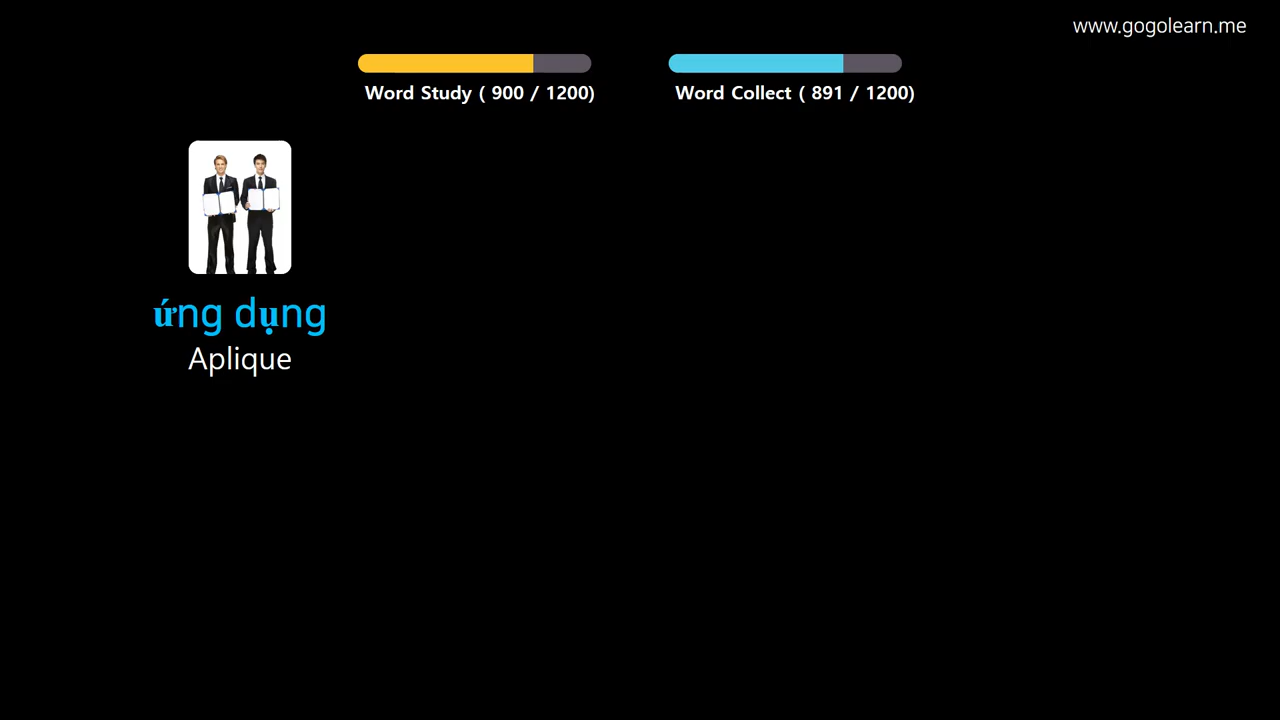 www.gogolearn.me
Word Study ( 900 / 1200)
Word Collect ( 891 / 1200)
ứng dụng
Aplique